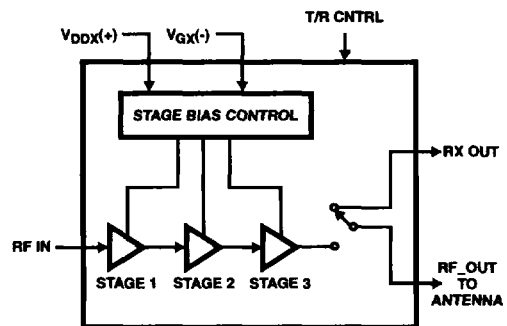 T/R CNTRL
VDDX(+) VGX(-)
STAGE BIAS CONTROL
RX OUT
RF IN
STAGE 1 STAGE 2 STAGE 3
RF_OUT
TO
ANTENNA